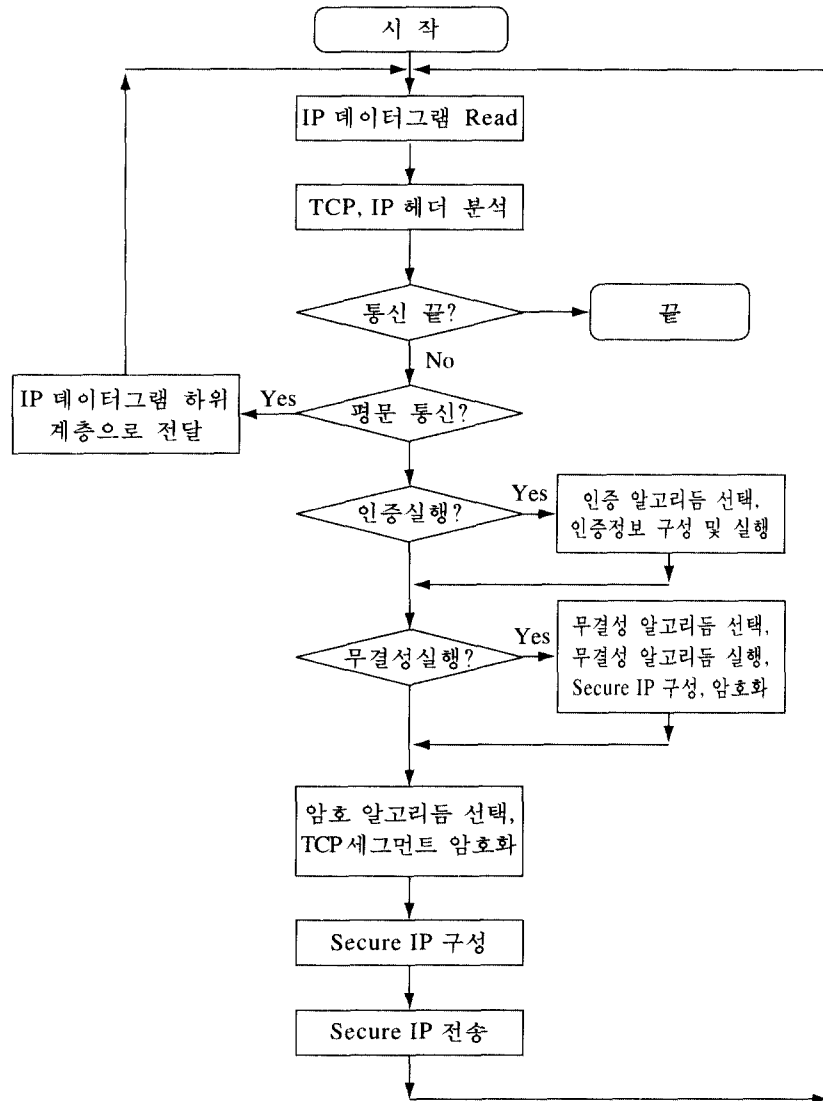 시 작
IP 데이터그램 Read
TCP, IP 헤더 분석
통신 끝?
끝
No
IP 데이터그램 하위
계층으로 전달
Yes
평문 통신?
인증실행?
Yes
인증 알고리듬 선택,
인증정보 구성 및 실행
무결성실행?
Yes
무결성 알고리듬 선택,
무결성 알고리듬 실행,
Secure IP 구성, 암호화
암호 알고리듬 선택,
TCP 세그먼트 암호화
Secure IP 구성
Secure IP 전송